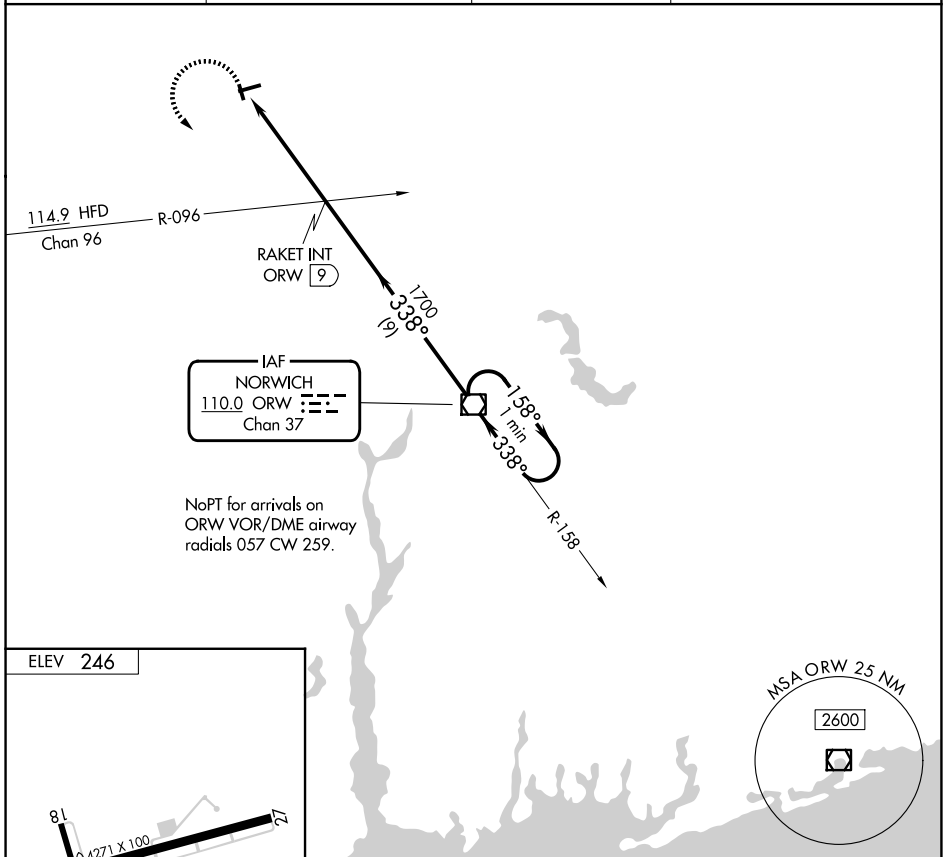 114.9 HFD
Chan 96
R-096
RAKET INT
ORW 9
1700
338°
(9)
IAF
NORWICH
110.0 ORW
Chan 37
158°
1 min
338°
R-158
NoPT for arrivals on
ORW VOR/DME airway
radials 057 CW 259.
ELEV 246
MSA ORW 25 NM
2600
18
27
4271 X 100